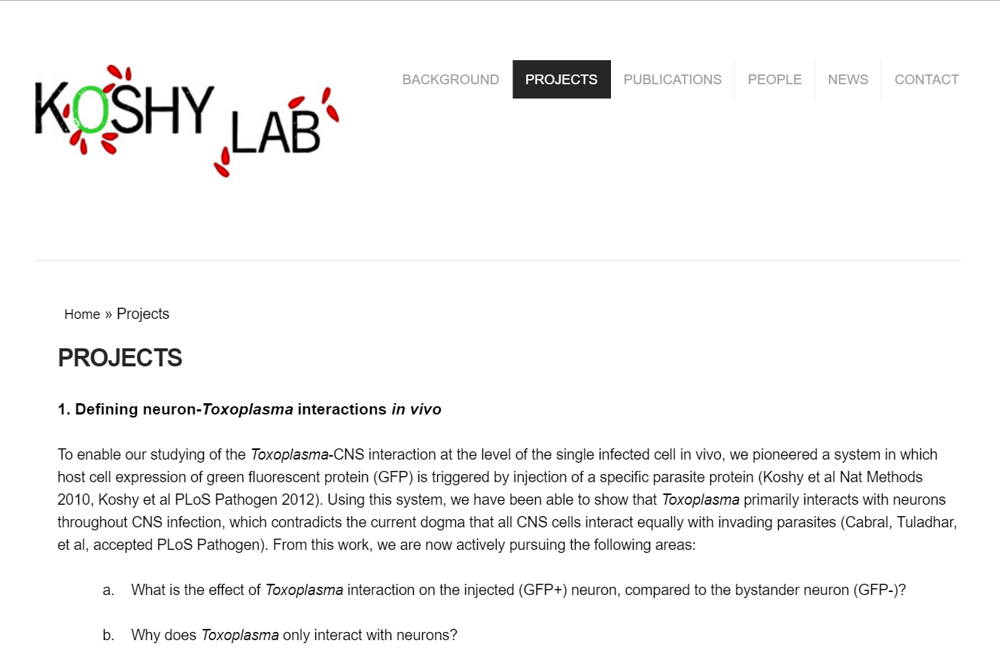 KOSHY LAB
BACKGROUND PROJECTS PUBLICATIONS PEOPLE NEWS CONTACT
Home » Projects
PROJECTS
1. Defining neuron-Toxoplasma interactions in vivo
To enable our studying of the Toxoplasma-CNS interaction at the level of the single infected cell in vivo, we pioneered a system in which
host cell expression of green fluorescent protein (GFP) is triggered by injection of a specific parasite protein (Koshy et al Nat Methods
2010, Koshy et al PLoS Pathogen 2012). Using this system, we have been able to show that Toxoplasma primarily interacts with neurons
throughout CNS infection, which contradicts the current dogma that all CNS cells interact equally with invading parasites (Cabral, Tuladhar,
et al, accepted PLoS Pathogen). From this work, we are now actively pursuing the following areas:
a. What is the effect of Toxoplasma interaction on the injected (GFP+) neuron, compared to the bystander neuron (GFP-)?
b. Why does Toxoplasma only interact with neurons?